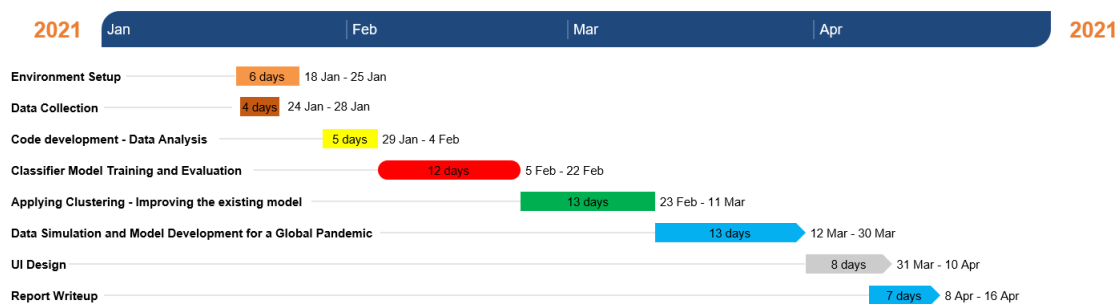 2021 Jan Feb Mar Apr 2021
Environment Setup 6 days 18 Jan - 25 Jan
Data Collection 4 days 24 Jan - 28 Jan
Code development - Data Analysis 5 days 29 Jan - 4 Feb
Classifier Model Training and Evaluation 12 days 5 Feb - 22 Feb
Applying Clustering - Improving the existing model 13 days 23 Feb - 11 Mar
Data Simulation and Model Development for a Global Pandemic 13 days 12 Mar - 30 Mar
UI Design 8 days 31 Mar - 10 Apr
Report Writeup 7 days 8 Apr - 16 Apr